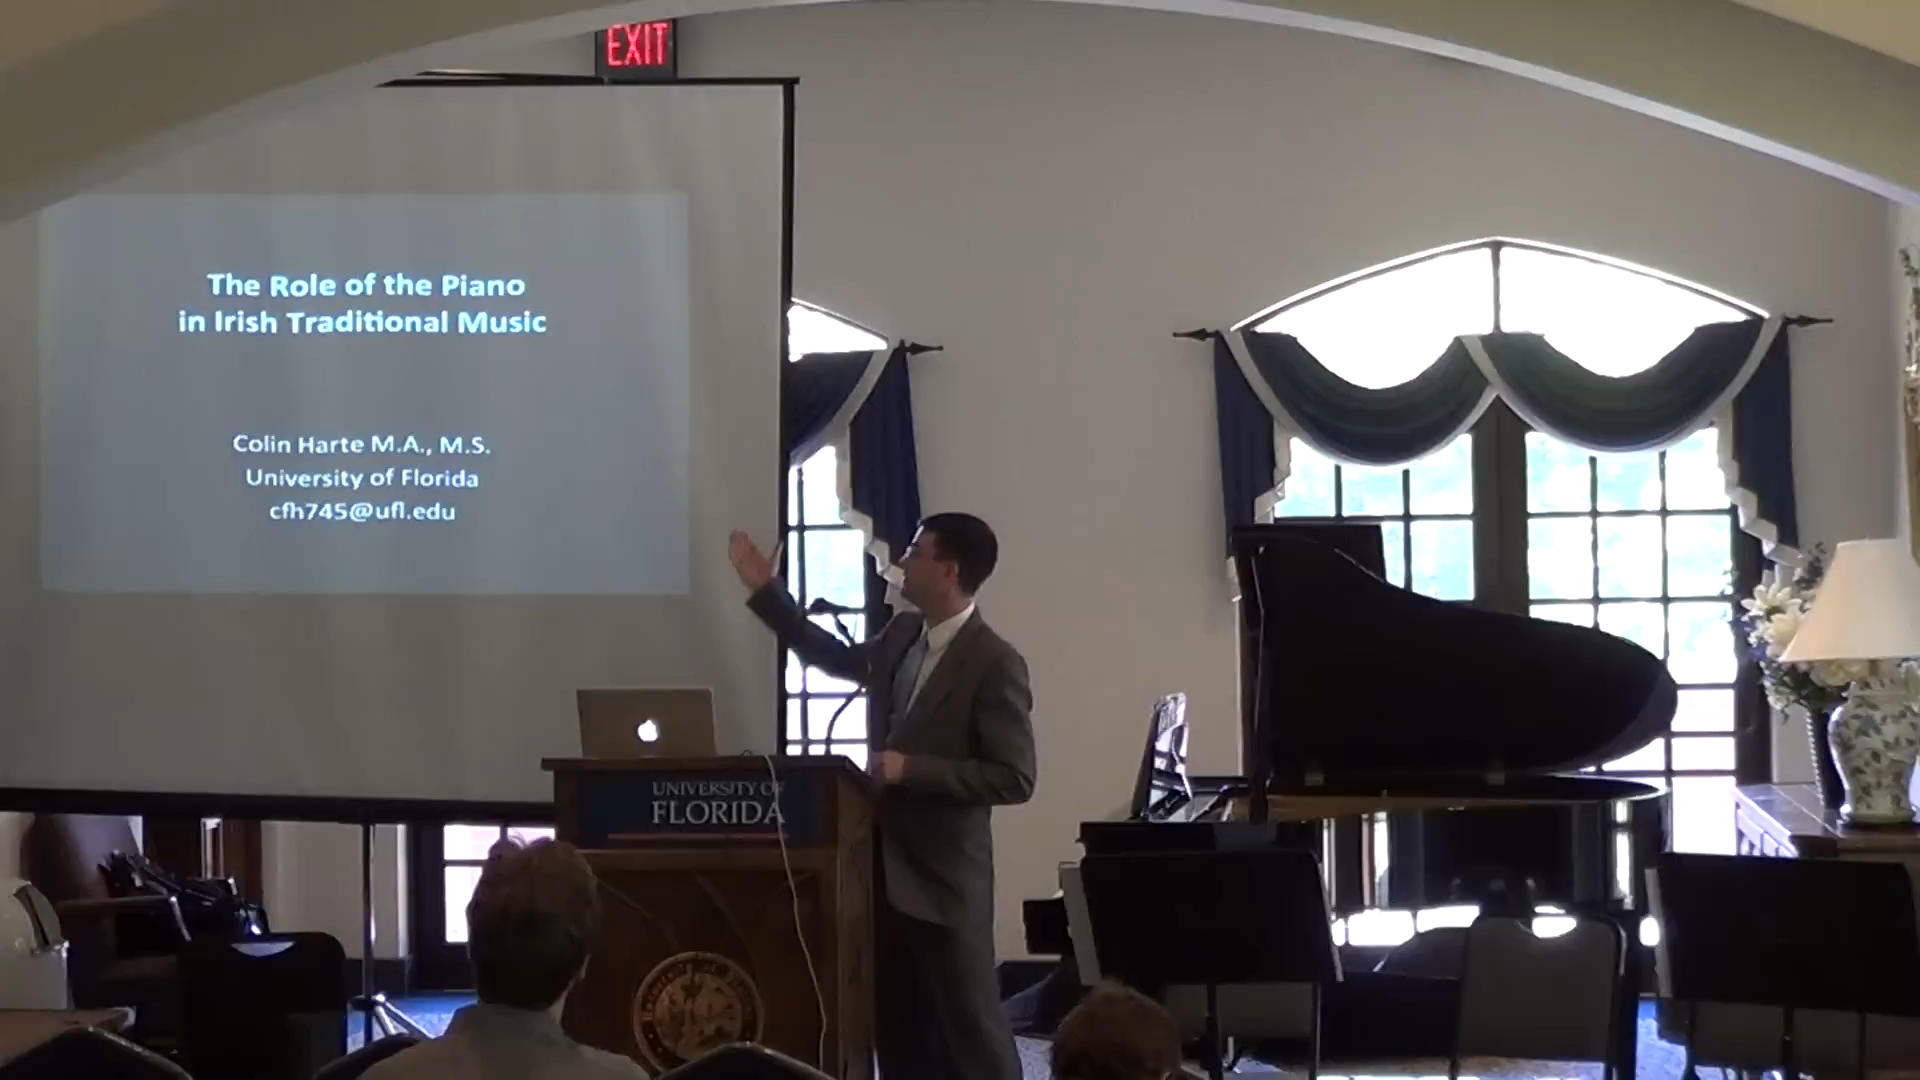 EXIT
The Role of the Piano
in Irish Traditional Music
Colin Harte M.A., M.S.
University of Florida
cfh745@ufl.edu
UNIVERSITY OF
FLORIDA